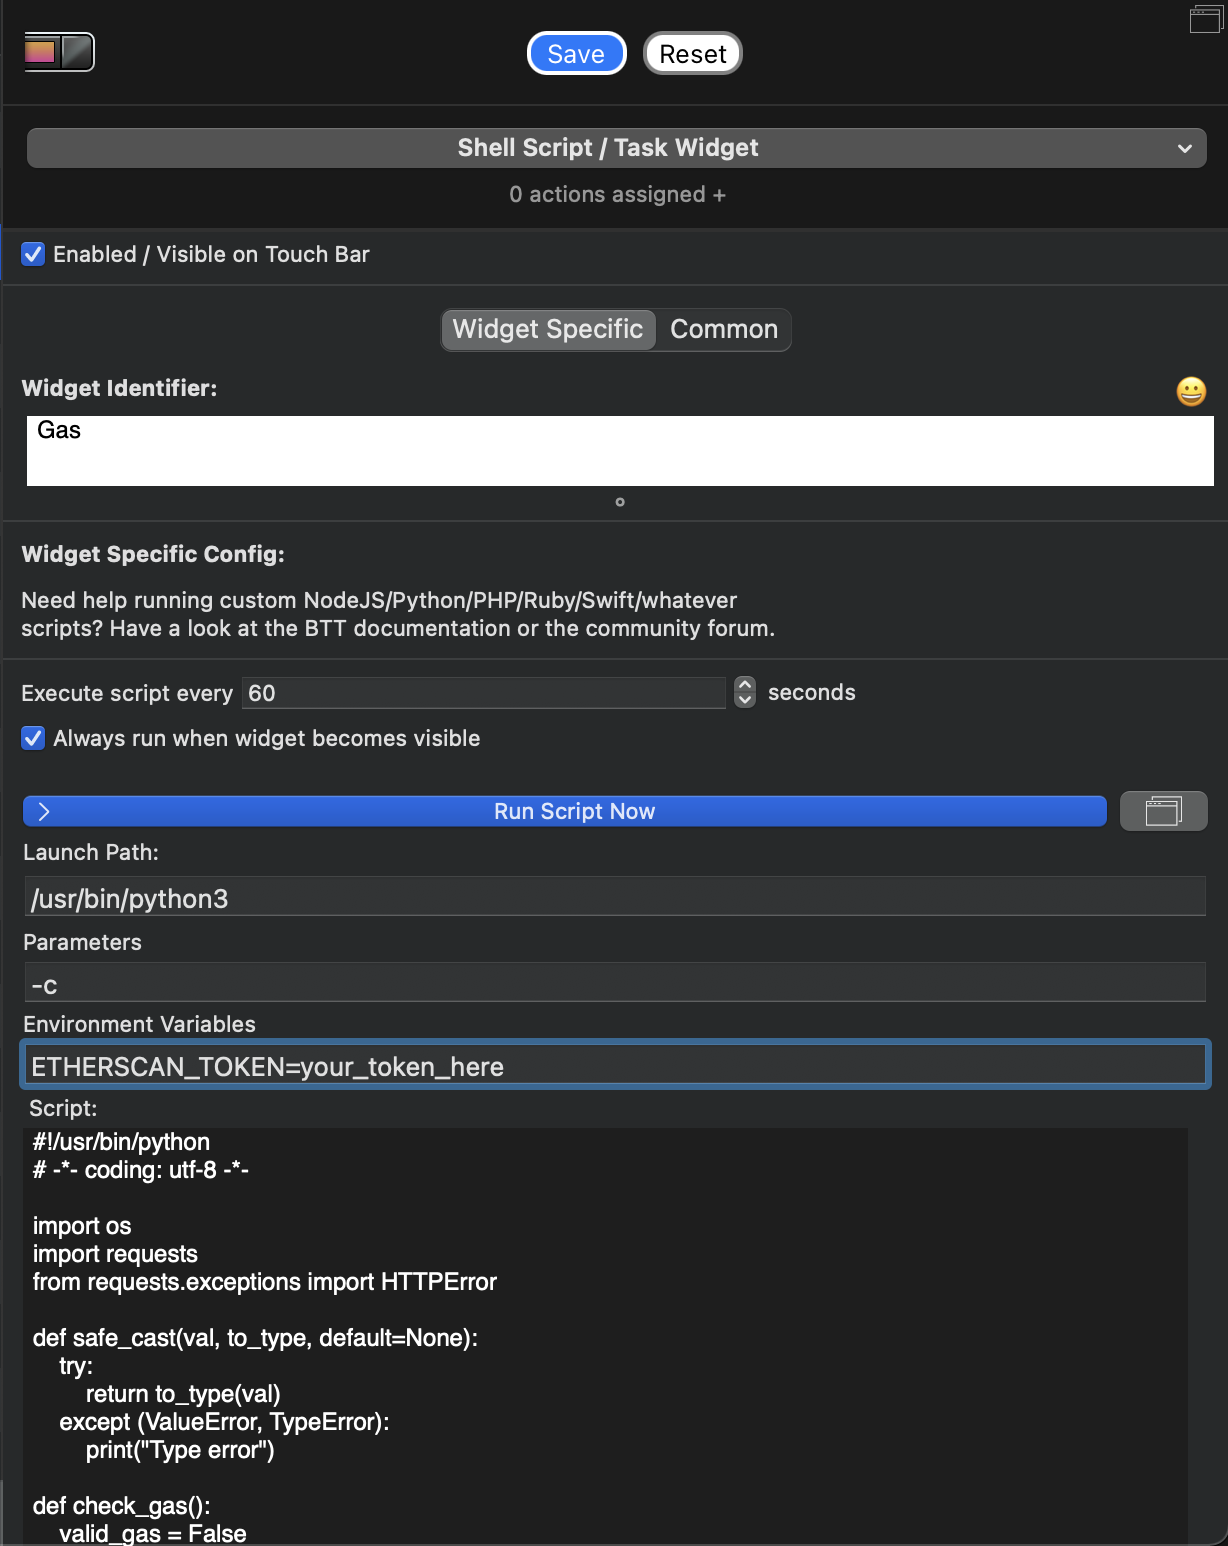 Save Reset
Shell Script / Task Widget
0 actions assigned +
Enabled / Visible on Touch Bar
Widget Specific Common
Widget Identifier:
Gas
Widget Specific Config:
Need help running custom NodeJS/Python/PHP/Ruby/Swift/whatever
scripts? Have a look at the BTT documentation or the community forum.
Execute script every 60 seconds
Always run when widget becomes visible
Run Script Now
Launch Path:
/usr/bin/python3
Parameters
-c
Environment Variables
ETHERSCAN_TOKEN=your_token_here
Script:
#!/usr/bin/python
# -*- coding: utf-8 -*-
import os
import requests
from requests.exceptions import HTTPError
def safe_cast(val, to_type, default=None):
    try:
        return to_type(val)
    except (ValueError, TypeError):
        print("Type error")
def check_gas():
    valid_gas = False